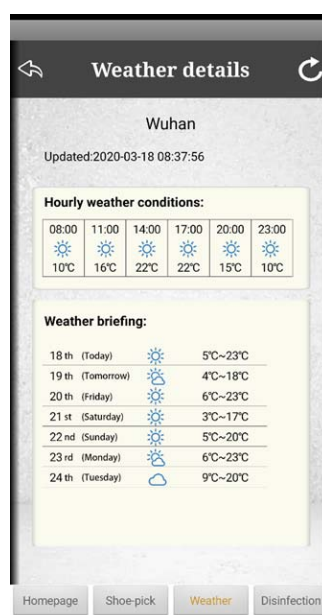 Weather details
Wuhan
Updated:2020-03-18 08:37:56
Hourly weather conditions:
08:00 11:00 14:00 17:00 20:00 23:00
10°C 16°C 22°C 22°C 15°C 10°C
Weather briefing:
18 th (Today) 5°C~23°C
19 th (Tomorrow) 4°C~18°C
20 th (Friday) 6°C~23°C
21 st (Saturday) 3°C~17°C
22 nd (Sunday) 5°C~20°C
23 rd (Monday) 6°C~23°C
24 th (Tuesday) 9°C~20°C
Homepage Shoe-pick Weather Disinfection